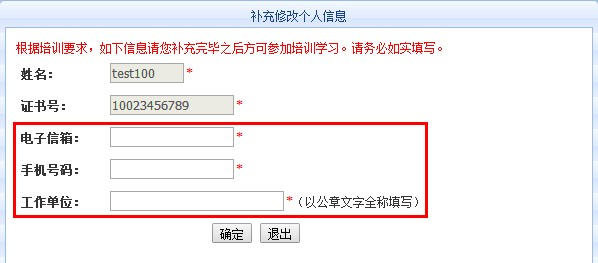 补充修改个人信息
根据培训要求，如下信息请您补充完毕之后方可参加培训学习。请务必如实填写。
姓名： test100 *
证书号： 10023456789 *
电子信箱： *
手机号码： *
工作单位： *（以公章文字全称填写）
确定 退出